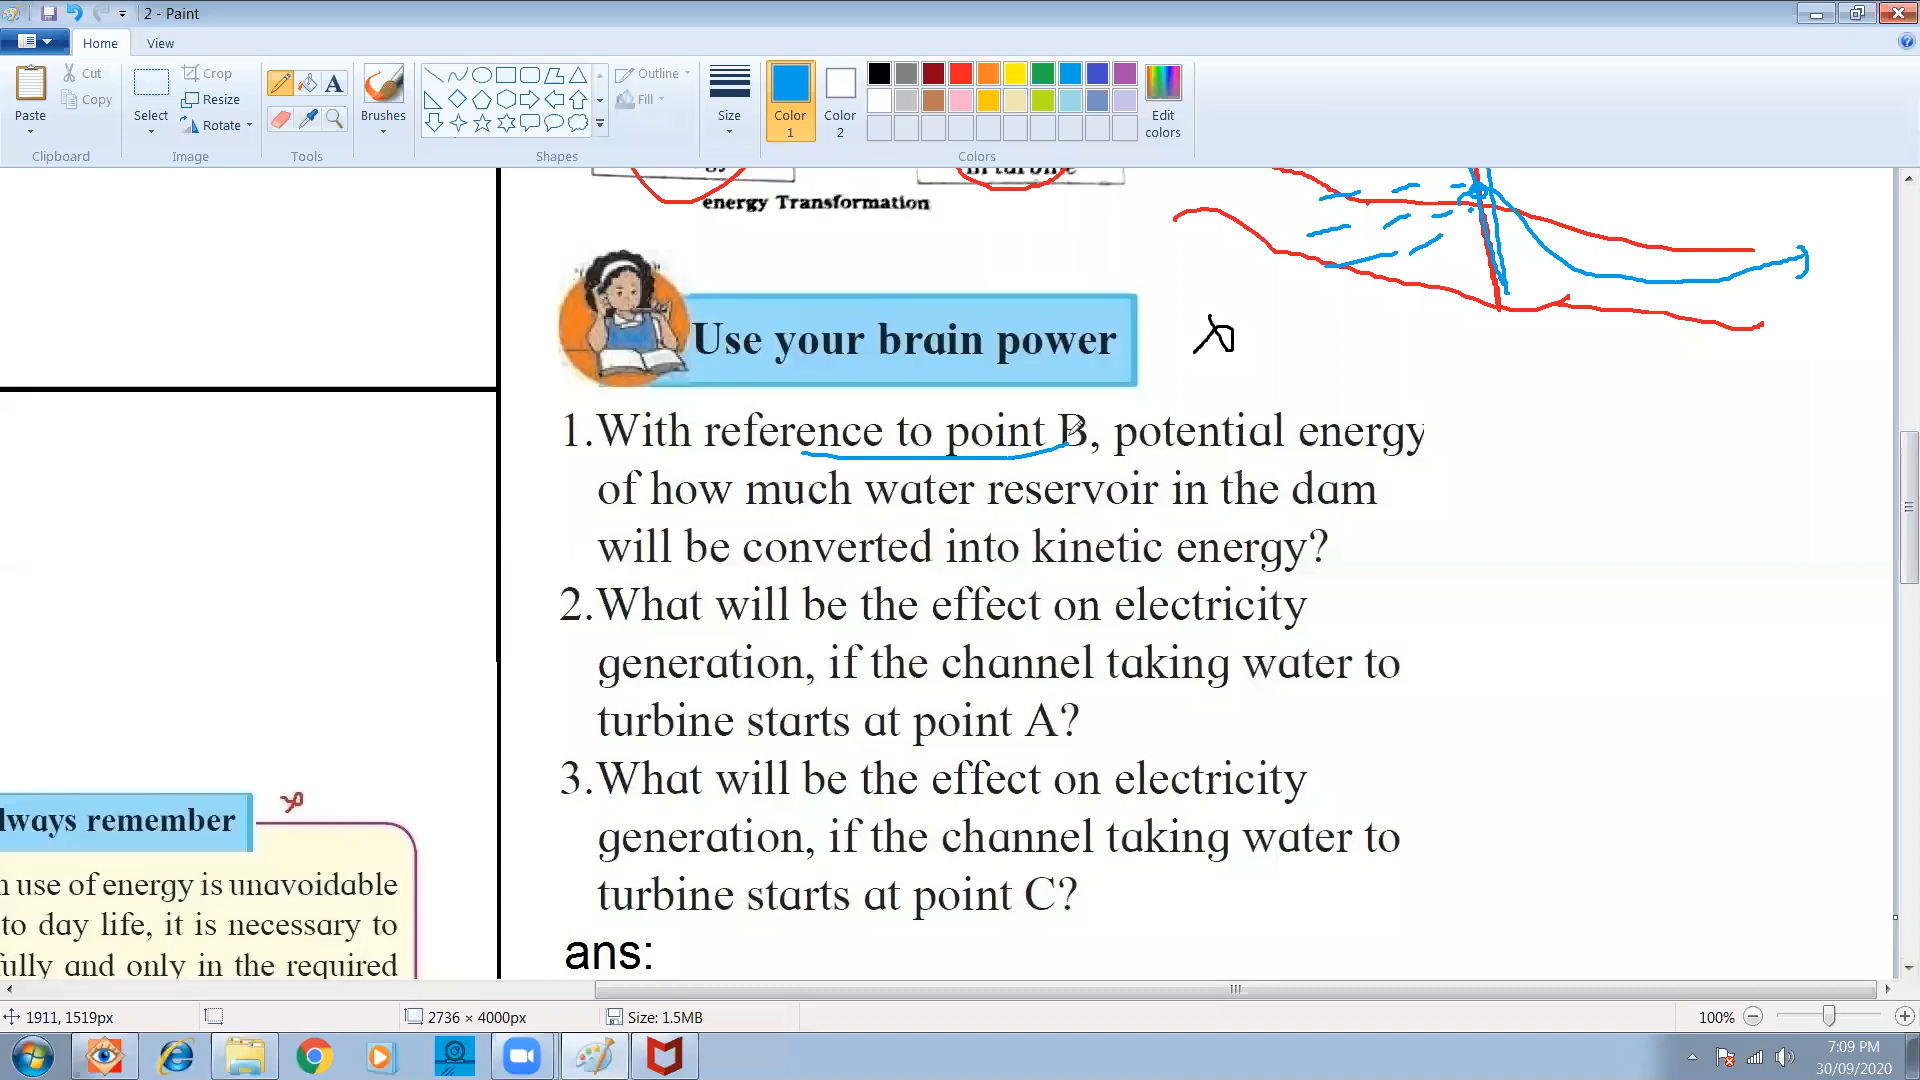 2 - Paint
Home View
Paste Cut Copy Clipboard
Select Crop Resize Rotate Image
Tools
Brushes
Shapes
Outline Fill
Size
Color 1 Color 2
Edit colors
Colors
in turbine
energy Transformation
Use your brain power
1.With reference to point B, potential energy
of how much water reservoir in the dam
will be converted into kinetic energy?
2.What will be the effect on electricity
generation, if the channel taking water to
turbine starts at point A?
3.What will be the effect on electricity
generation, if the channel taking water to
turbine starts at point C?
ans:
lways remember
use of energy is unavoidable
to day life, it is necessary to
fully and only in the required
1911, 1519px
2736 × 4000px
Size: 1.5MB
100%
7:09 PM
30/09/2020